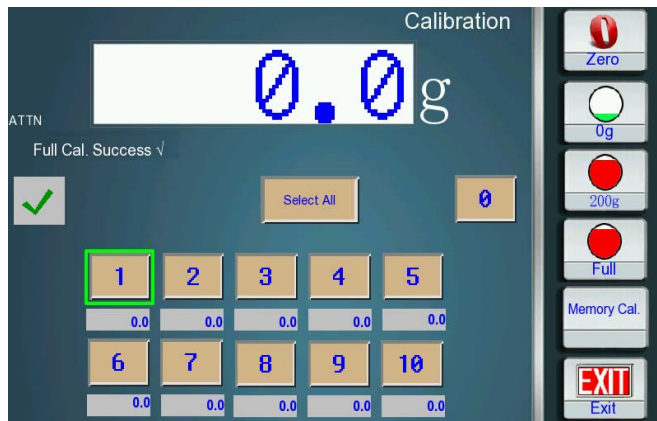 Calibration
0.0 g
ATTN
Full Cal. Success √
Select All
0
1 2 3 4 5
0.0 0.0 0.0 0.0 0.0
6 7 8 9 10
0.0 0.0 0.0 0.0 0.0
Zero
0g
200g
Full
Memory Cal.
EXIT
Exit